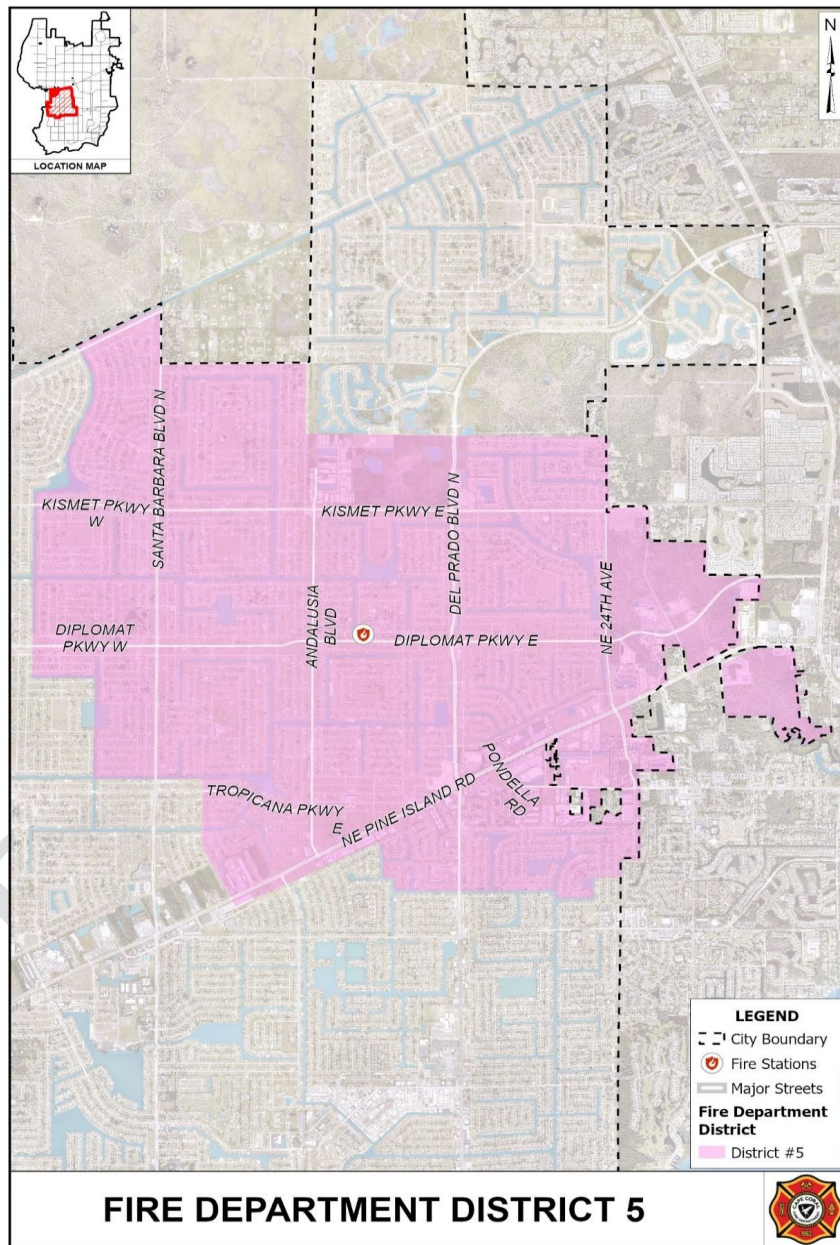 LOCATION MAP
N
SANTA BARBARA BLVD N
KISMET PKWY
W
KISMET PKWY E
DEL PRADO BLVD N
ANDALUSIA
BLVD
NE 24TH AVE
DIPLOMAT
PKWY W
DIPLOMAT PKWY E
TROPICANA PKWY
E
NE PINE ISLAND RD
PONDELLA
RD
LEGEND
City Boundary
Fire Stations
Major Streets
Fire Department
District
District #5
FIRE DEPARTMENT DISTRICT 5
CAPE CORAL